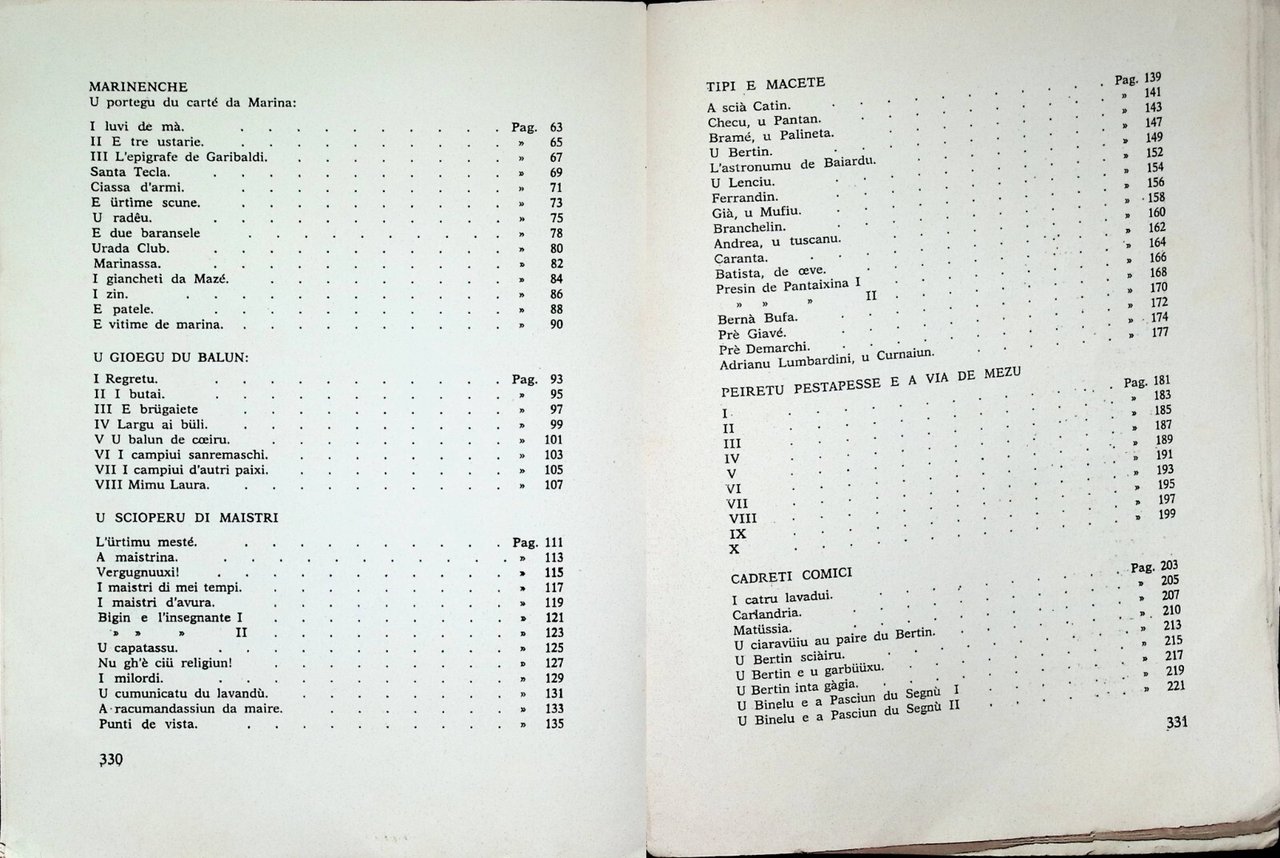 MARINENCHE
U portegu du carté da Marina:
I luvi de mà. . . . . . . . . . Pag. 63
II E tre ustarie. . . . . . . . . . » 65
III L'epigrafe de Garibaldi. . . . . . . . » 67
Santa Tecla. . . . . . . . . . . » 69
Ciassa d'armi. . . . . . . . . . » 71
E ürtime scune. . . . . . . . . . » 73
U radêu. . . . . . . . . . . » 75
E due baransele . . . . . . . . . » 78
Urada Club. . . . . . . . . . . » 80
Marinassa. . . . . . . . . . . » 82
I giancheti da Mazé. . . . . . . . . » 84
I zin. . . . . . . . . . . . » 86
E patele. . . . . . . . . . . » 88
E vitime de marina. . . . . . . . . . » 90
U GIOEGU DU BALUN:
I Regretu. . . . . . . . . . . Pag. 93
II I butai. . . . . . . . . . . » 95
III E brügaiete . . . . . . . . . » 97
IV Largu ai büli. . . . . . . . . . » 99
V U balun de cœiru. . . . . . . . . » 101
VI I campiui sanremaschi. . . . . . . . » 103
VII I campiui d'autri paixi. . . . . . . . » 105
VIII Mimu Laura. . . . . . . . . . » 107
U SCIOPERU DI MAISTRI
L'ürtimu mesté. . . . . . . . . . Pag. 111
A maistrina. . . . . . . . . . . » 113
Vergugnuuxi! . . . . . . . . . . » 115
I maistri di mei tempi. . . . . . . . . » 117
I maistri d'avura. . . . . . . . . » 119
Bigin e l'insegnante I . . . . . . . . . » 121
» » » II . . . . . . . . . » 123
U capatassu. . . . . . . . . . . » 125
Nu gh'è ciü religiun! . . . . . . . . . » 127
I milordi. . . . . . . . . . . » 129
U cumunicatu du lavandù. . . . . . . . » 131
A racumandassiun da maire. . . . . . . . » 133
Punti de vista. . . . . . . . . . » 135
330
TIPI E MACETE
A scià Catin. . . . . . . . . . . Pag. 139
Checu, u Pantan. . . . . . . . . . » 141
Bramé, u Palineta. . . . . . . . . . » 143
U Bertin. . . . . . . . . . . » 147
L'astronumu de Baiardu. . . . . . . . . » 149
U Lenciu. . . . . . . . . . . » 152
Ferrandin. . . . . . . . . . . » 154
Già, u Mufiu. . . . . . . . . . . » 156
Branchelin. . . . . . . . . . . » 158
Andrea, u tuscanu. . . . . . . . . . » 160
Caranta. . . . . . . . . . . » 162
Batista, de œve. . . . . . . . . . » 164
Presin de Pantaixina I . . . . . . . . . » 166
» » » II . . . . . . . . . » 168
Bernà Bufa. . . . . . . . . . . » 170
Prè Giavé. . . . . . . . . . . » 172
Prè Demarchi. . . . . . . . . . . » 174
Adrianu Lumbardini, u Curnaiun. . . . . . . » 177
PEIRETU PESTAPESSE E A VIA DE MEZU
I . . . . . . . . . . . . Pag. 181
II . . . . . . . . . . . . » 183
III . . . . . . . . . . . . » 185
IV . . . . . . . . . . . . » 187
V . . . . . . . . . . . . » 189
VI . . . . . . . . . . . . » 191
VII . . . . . . . . . . . . » 193
VIII . . . . . . . . . . . . » 195
IX . . . . . . . . . . . . » 197
X . . . . . . . . . . . . » 199
CADRETI COMICI
I catru lavadui. . . . . . . . . . Pag. 203
Carlandria. . . . . . . . . . . » 205
Matüssia. . . . . . . . . . . » 207
U ciaravüiu au paire du Bertin. . . . . . . » 210
U Bertin sciàiru. . . . . . . . . . » 213
U Bertin e u garbüüxu. . . . . . . . . » 215
U Bertin inta gàgia. . . . . . . . . » 217
U Binelu e a Pasciun du Segnù I . . . . . . » 219
U Binelu e a Pasciun du Segnù II . . . . . . » 221
331